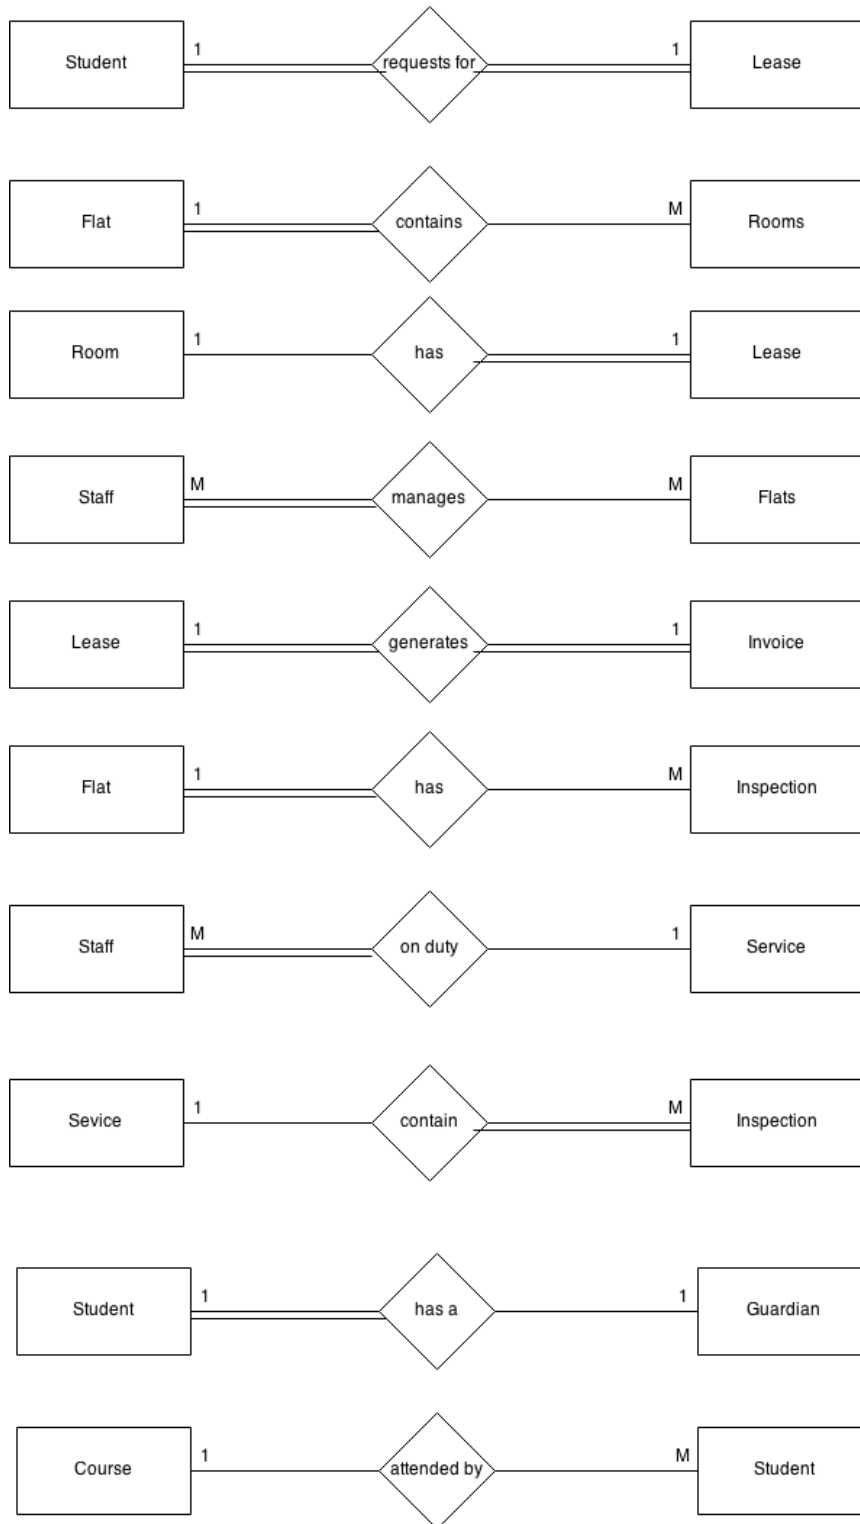 Student 1 requests for 1 Lease
Flat 1 contains M Rooms
Room 1 has 1 Lease
Staff M manages M Flats
Lease 1 generates 1 Invoice
Flat 1 has M Inspection
Staff M on duty 1 Service
Sevice 1 contain M Inspection
Student 1 has a 1 Guardian
Course 1 attended by M Student